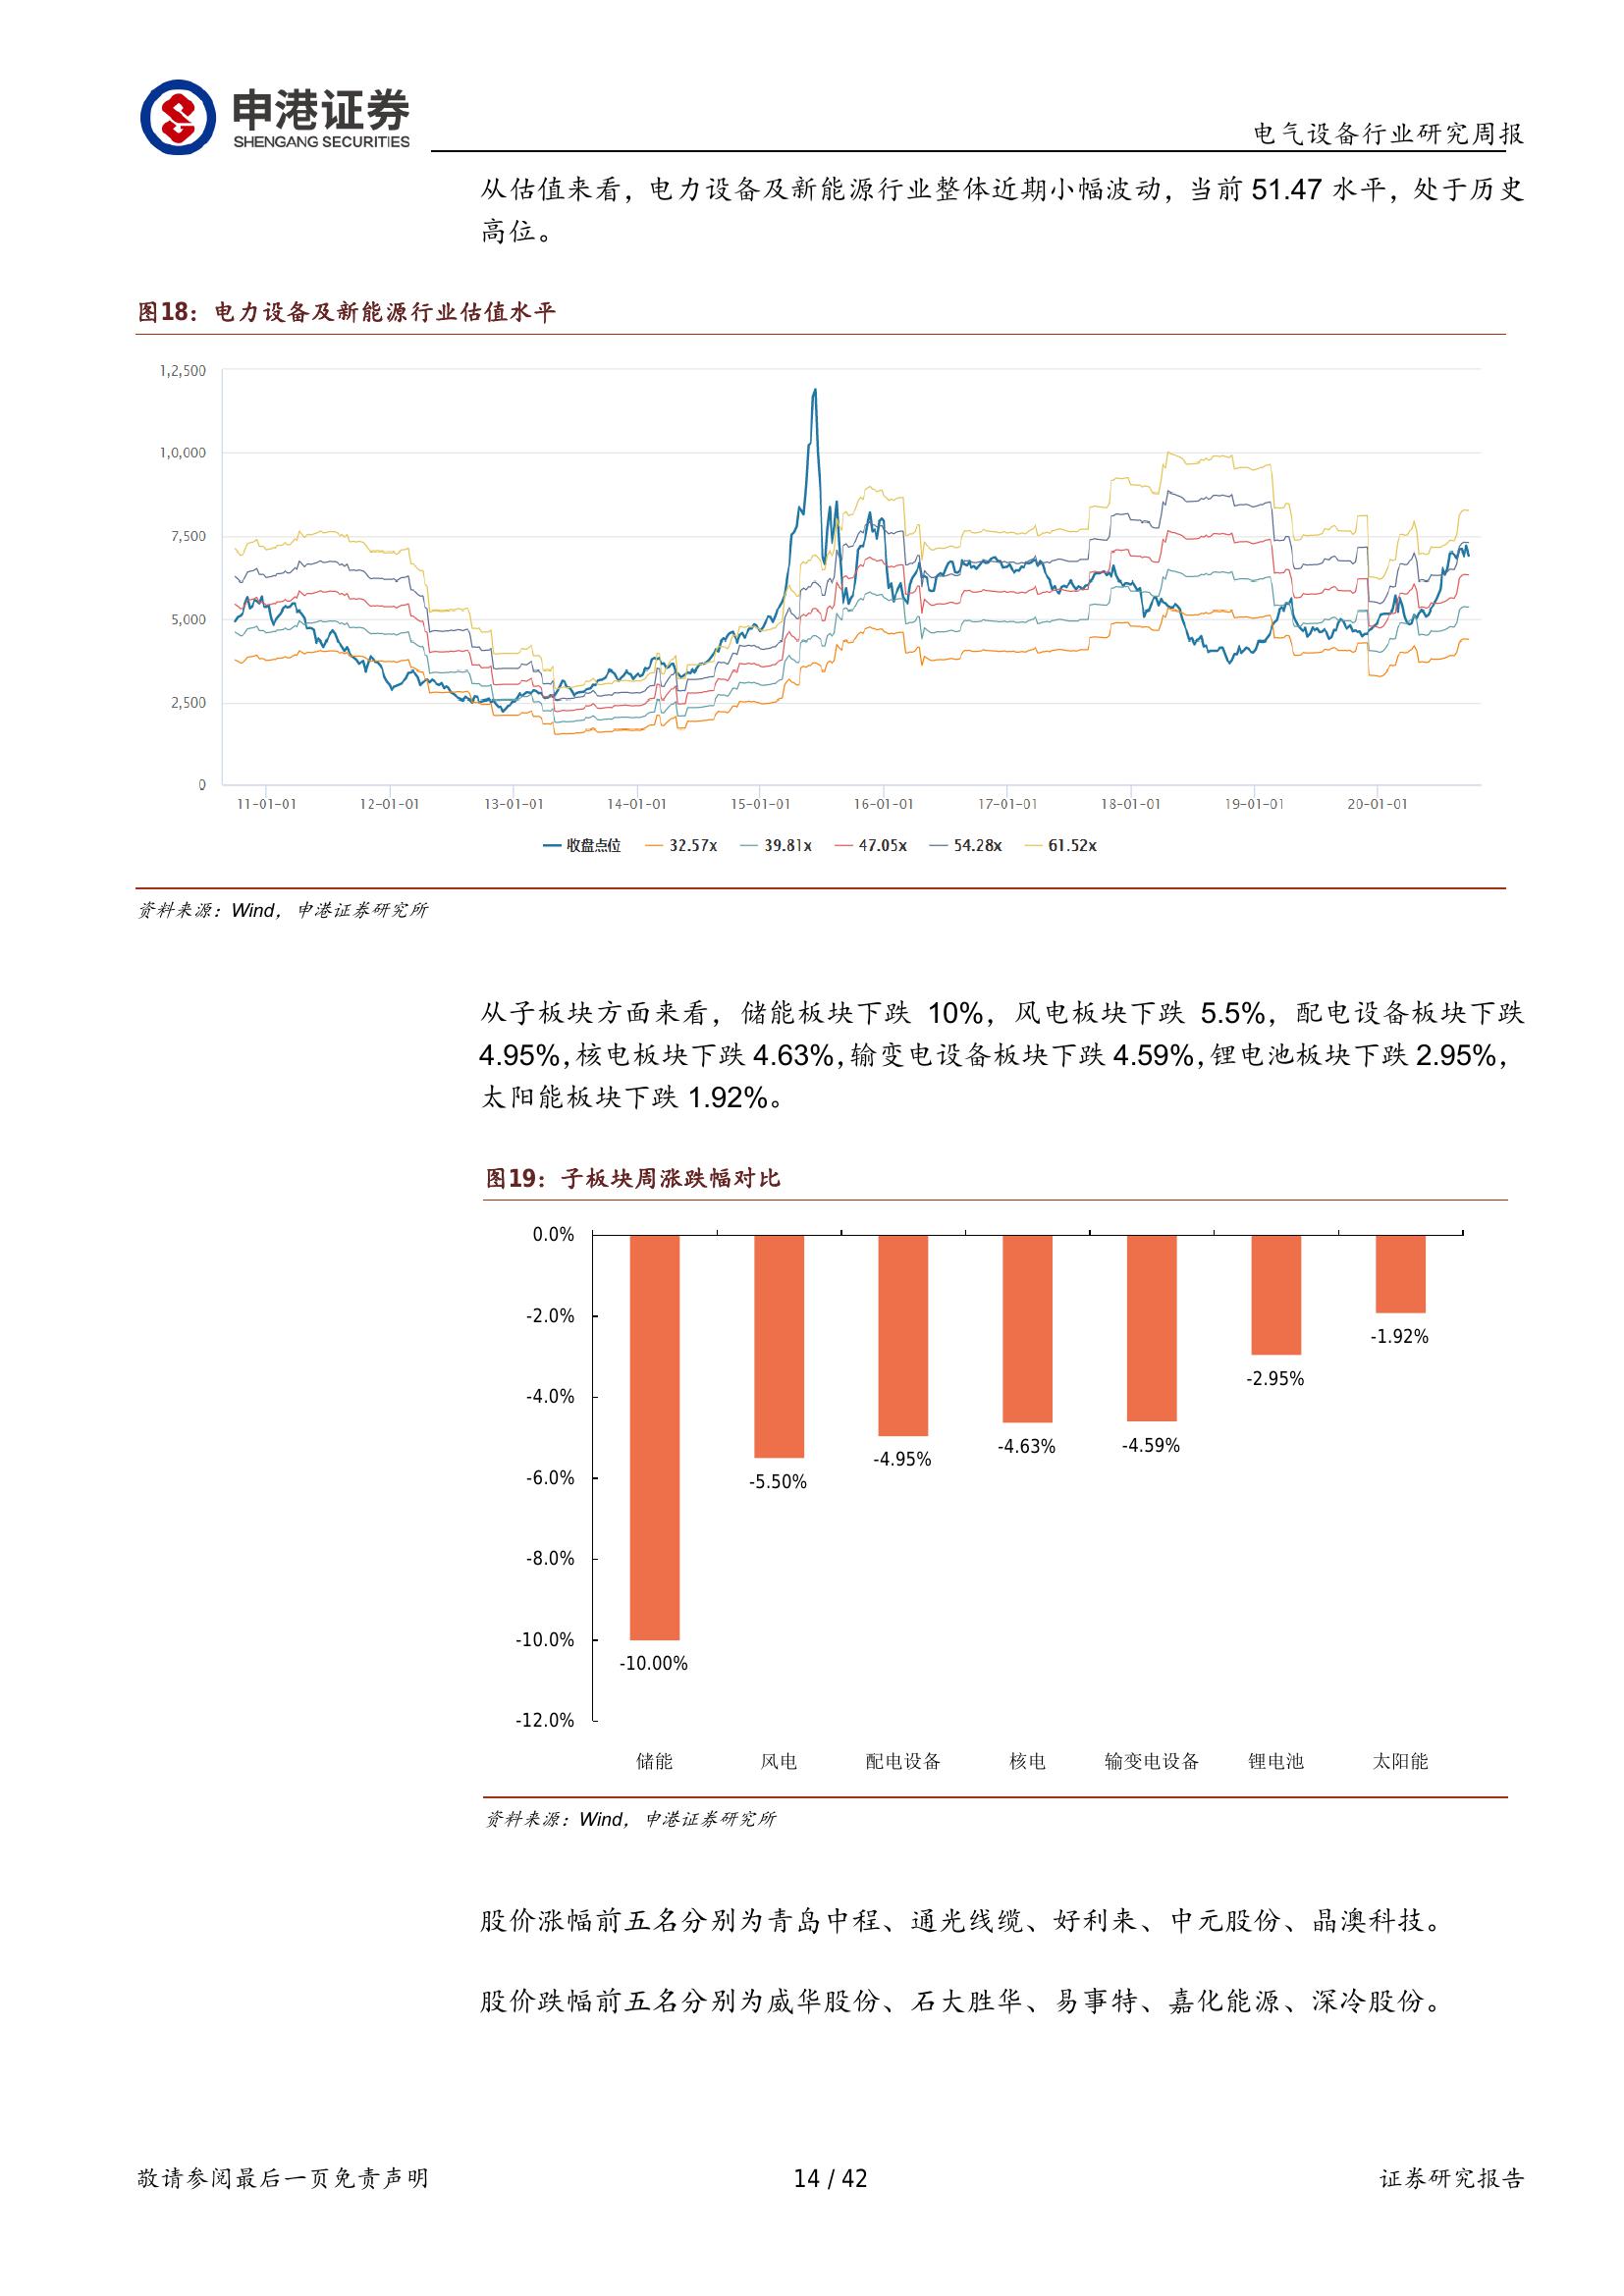 申港证券
SHENGANG SECURITIES
电气设备行业研究周报
从估值来看，电力设备及新能源行业整体近期小幅波动，当前 51.47 水平，处于历史
高位。
图18：电力设备及新能源行业估值水平
1,2,500
1,0,000
7,500
5,000
2,500
0
11-01-01 12-01-01 13-01-01 14-01-01 15-01-01 16-01-01 17-01-01 18-01-01 19-01-01 20-01-01
收盘点位 32.57x 39.81x 47.05x 54.28x 61.52x
资料来源：Wind，申港证券研究所
从子板块方面来看，储能板块下跌 10%，风电板块下跌 5.5%，配电设备板块下跌
4.95%，核电板块下跌 4.63%，输变电设备板块下跌 4.59%，锂电池板块下跌 2.95%，
太阳能板块下跌 1.92%。
图19：子板块周涨跌幅对比
0.0%
-2.0%
-4.0%
-6.0%
-8.0%
-10.0%
-12.0%
-10.00%
-5.50%
-4.95%
-4.63%
-4.59%
-2.95%
-1.92%
储能 风电 配电设备 核电 输变电设备 锂电池 太阳能
资料来源：Wind，申港证券研究所
股价涨幅前五名分别为青岛中程、通光线缆、好利来、中元股份、晶澳科技。
股价跌幅前五名分别为威华股份、石大胜华、易事特、嘉化能源、深冷股份。
敬请参阅最后一页免责声明 14 / 42 证券研究报告